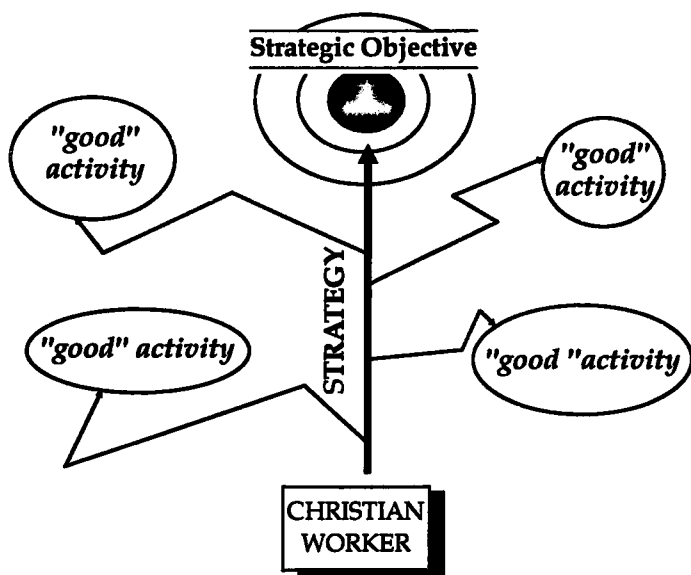 Strategic Objective
"good"
activity
"good"
activity
STRATEGY
"good" activity
"good "activity
CHRISTIAN
WORKER